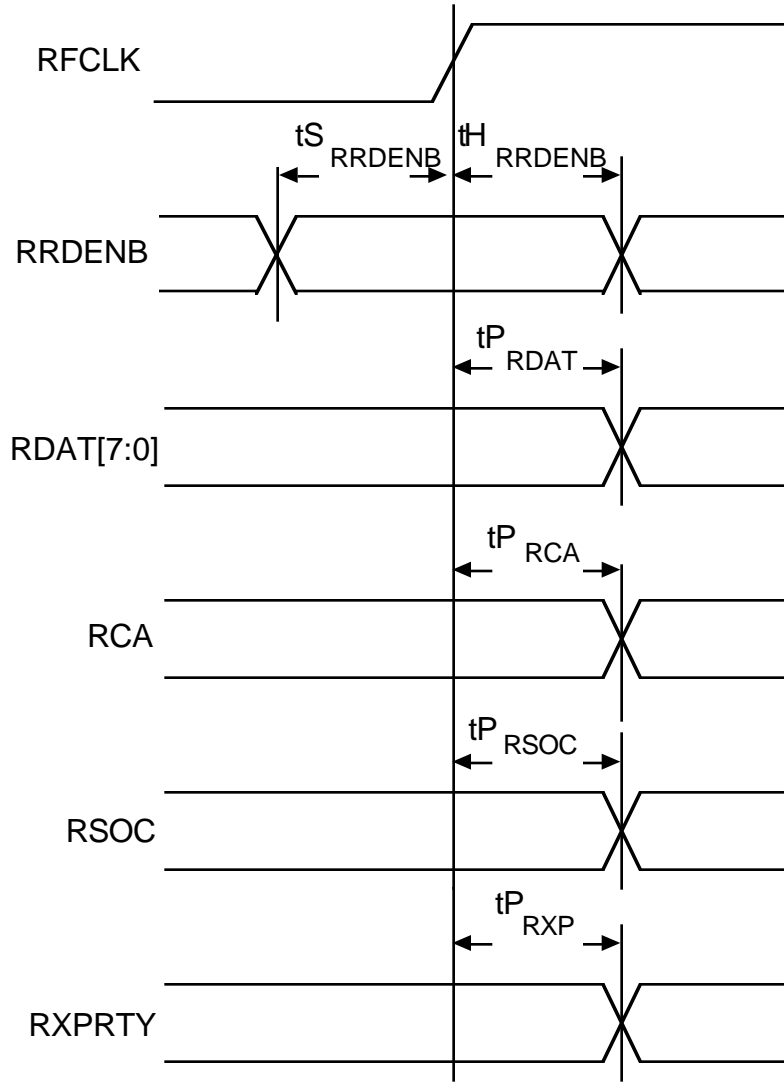 RFCLK
tS RRDENB
tH RRDENB
RRDENB
tP RDAT
RDAT[7:0]
tP RCA
RCA
tP RSOC
RSOC
tP RXP
RXPRTY